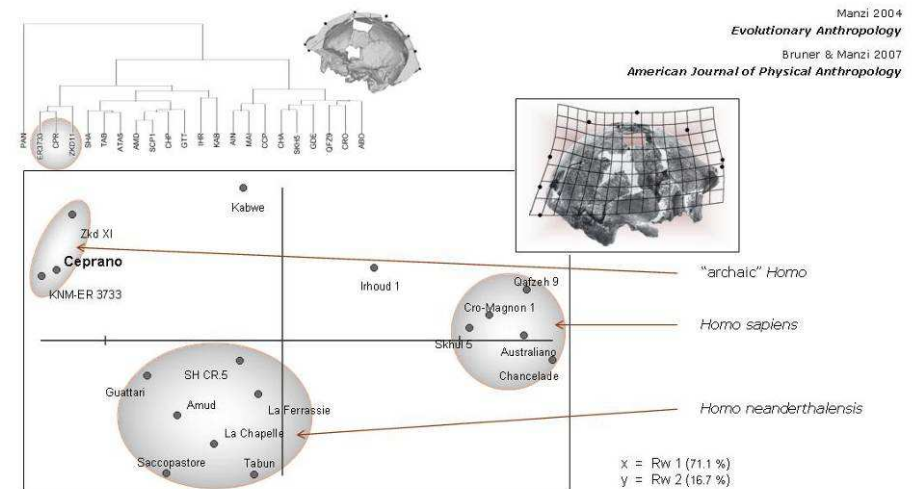 Manzi 2004
Evolutionary Anthropology
Bruner & Manzi 2007
American Journal of Physical Anthropology
PAN
ER3733
CPR
ZKD11
SHA
TAB
ATA5
AMD
SCP1
CHP
GTT
IHR
KAB
AIN
MAI
CCP
CHA
SKH5
GDE
QFZ9
CRO
ABO
Kabwe
Zkd XI
Ceprano
KNM-ER 3733
Irhoud 1
"archaic" Homo
Qafzeh 9
Cro-Magnon 1
Skhul 5
Homo sapiens
Australiano
Chancelade
SH CR.5
Guattari
Amud
La Ferrassie
Homo neanderthalensis
La Chapelle
Saccopastore
Tabun
x = Rw 1 (71.1 %)
y = Rw 2 (16.7 %)